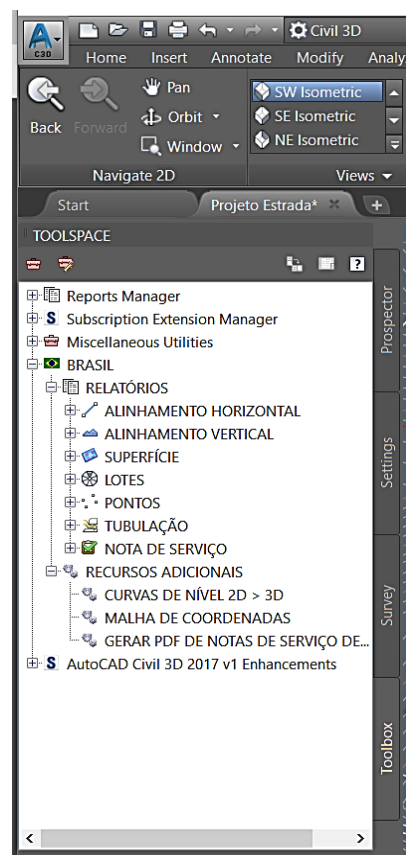 C3D
Civil 3D
Home Insert Annotate Modify Analy
Back
Forward
Pan
Orbit
Window
SW Isometric
SE Isometric
NE Isometric
Navigate 2D
Views
Start
Projeto Estrada*
TOOLSPACE
Reports Manager
Subscription Extension Manager
Miscellaneous Utilities
BRASIL
RELATÓRIOS
ALINHAMENTO HORIZONTAL
ALINHAMENTO VERTICAL
SUPERFÍCIE
LOTES
PONTOS
TUBULAÇÃO
NOTA DE SERVIÇO
RECURSOS ADICIONAIS
CURVAS DE NÍVEL 2D > 3D
MALHA DE COORDENADAS
GERAR PDF DE NOTAS DE SERVIÇO DE...
AutoCAD Civil 3D 2017 v1 Enhancements
Prospector
Settings
Survey
Toolbox